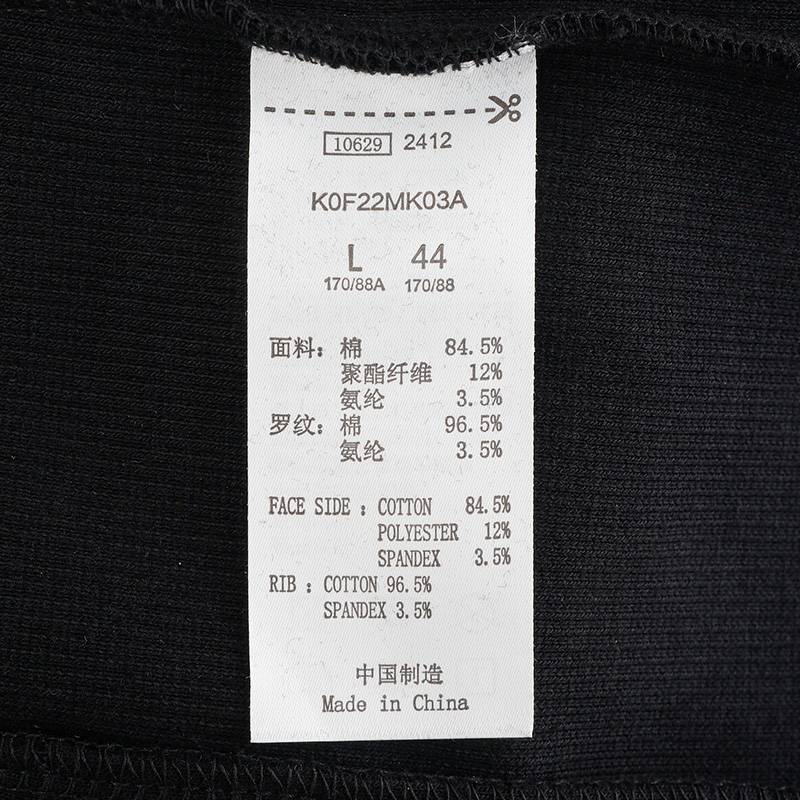 10629 2412
K0F22MK03A
L 44
170/88A 170/88
面料：棉 84.5%
聚酯纤维 12%
氨纶 3.5%
罗纹：棉 96.5%
氨纶 3.5%
FACE SIDE : COTTON 84.5%
POLYESTER 12%
SPANDEX 3.5%
RIB : COTTON 96.5%
SPANDEX 3.5%
中国制造
Made in China